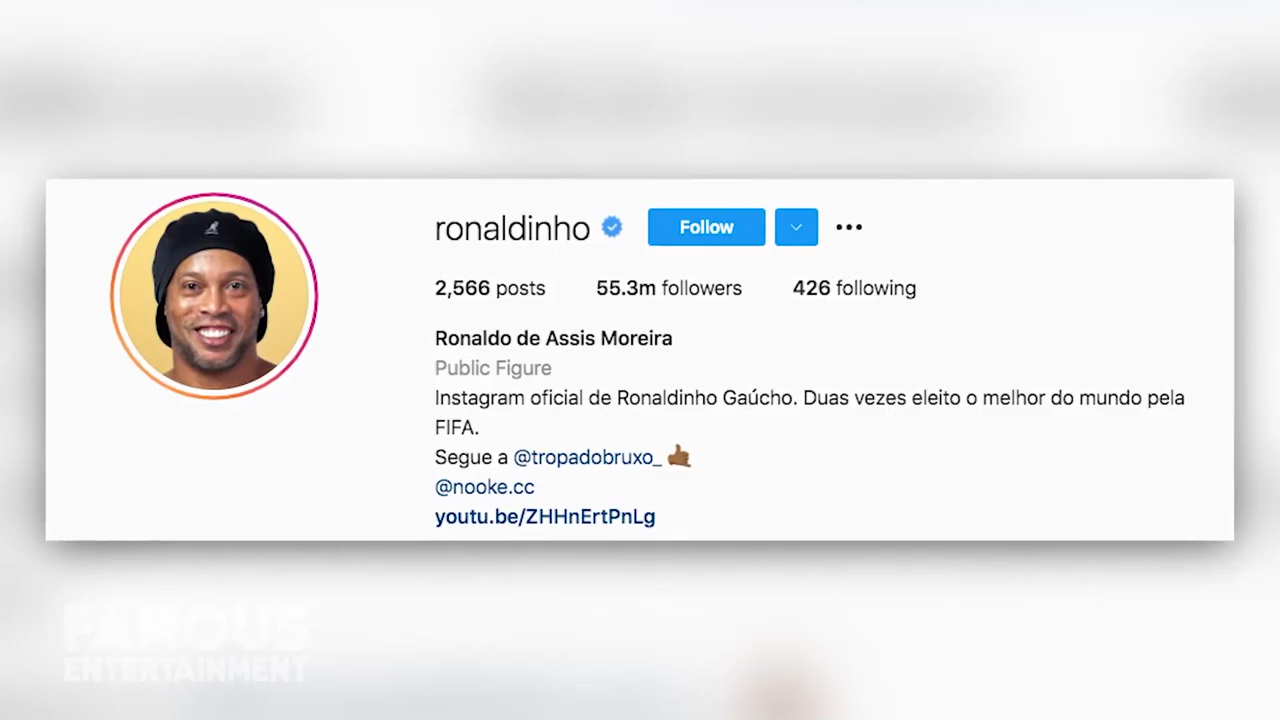 ronaldinho
Follow
2,566 posts
55.3m followers
426 following
Ronaldo de Assis Moreira
Public Figure
Instagram oficial de Ronaldinho Gaúcho. Duas vezes eleito o melhor do mundo pela
FIFA.
Segue a @tropadobruxo_
@nooke.cc
youtu.be/ZHHnErtPnLg
FAMOUS
ENTERTAINMENT